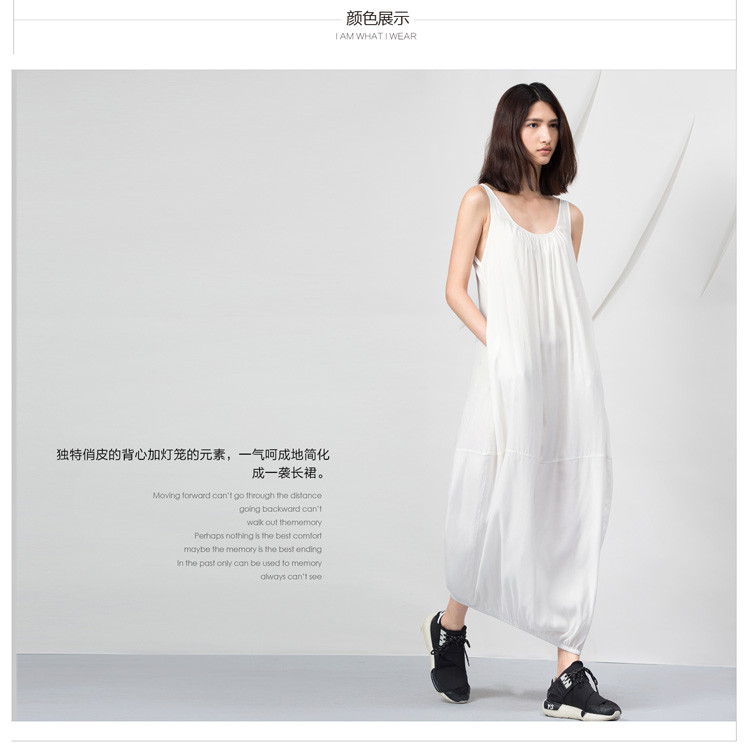 颜色展示
I AM WHAT I WEAR
独特俏皮的背心加灯笼的元素，一气呵成地简化
成一袭长裙。
Moving forward can't go through the distance
going backward can't
walk out thememory
Perhaps nothing is the best comfort
maybe the memory is the best ending
In the past only can be used to memory
always can't see
Y-3